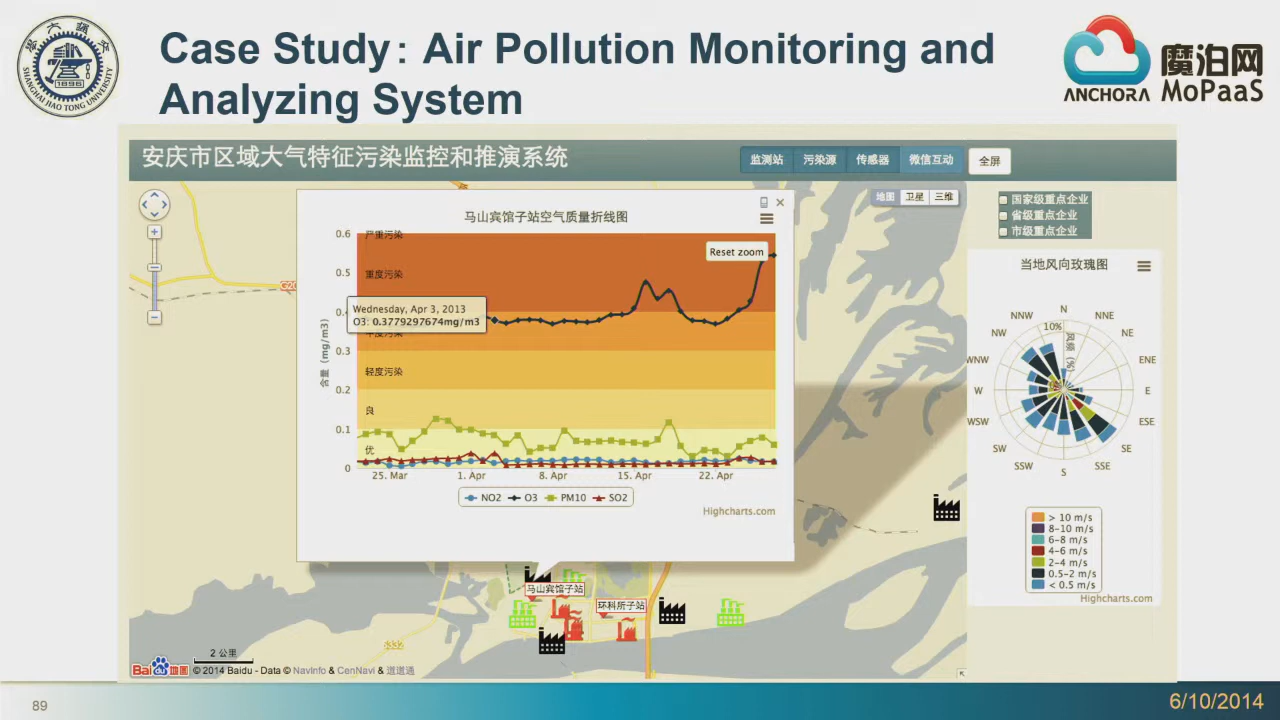 Case Study: Air Pollution Monitoring and
Analyzing System
SHANGHAI JIAO TONG UNIVERSITY
1896
ANCHORA
魔泊网
MoPaaS
安庆市区域大气特征污染监控和推演系统
监测站
污染源
传感器
微信互动
全屏
地图
卫星
三维
国家级重点企业
省级重点企业
市级重点企业
马山宾馆子站空气质量折线图
Reset zoom
含量 (mg/m3)
0.6
0.5
0.3
0.2
0.1
0
严重污染
重度污染
轻度污染
良
优
Wednesday, Apr 3, 2013
O3: 0.3779297674mg/m3
25. Mar
1. Apr
8. Apr
15. Apr
22. Apr
NO2
O3
PM10
SO2
Highcharts.com
当地风向玫瑰图
10%
风频 (%)
N
NNE
NE
ENE
E
ESE
SE
SSE
S
SSW
SW
WSW
W
WNW
NW
NNW
> 10 m/s
8-10 m/s
6-8 m/s
4-6 m/s
2-4 m/s
0.5-2 m/s
< 0.5 m/s
Highcharts.com
马山宾馆子站
环科所子站
2 公里
Bai 地图
© 2014 Baidu - Data © NavInfo & CenNavi & 道道通
89
6/10/2014